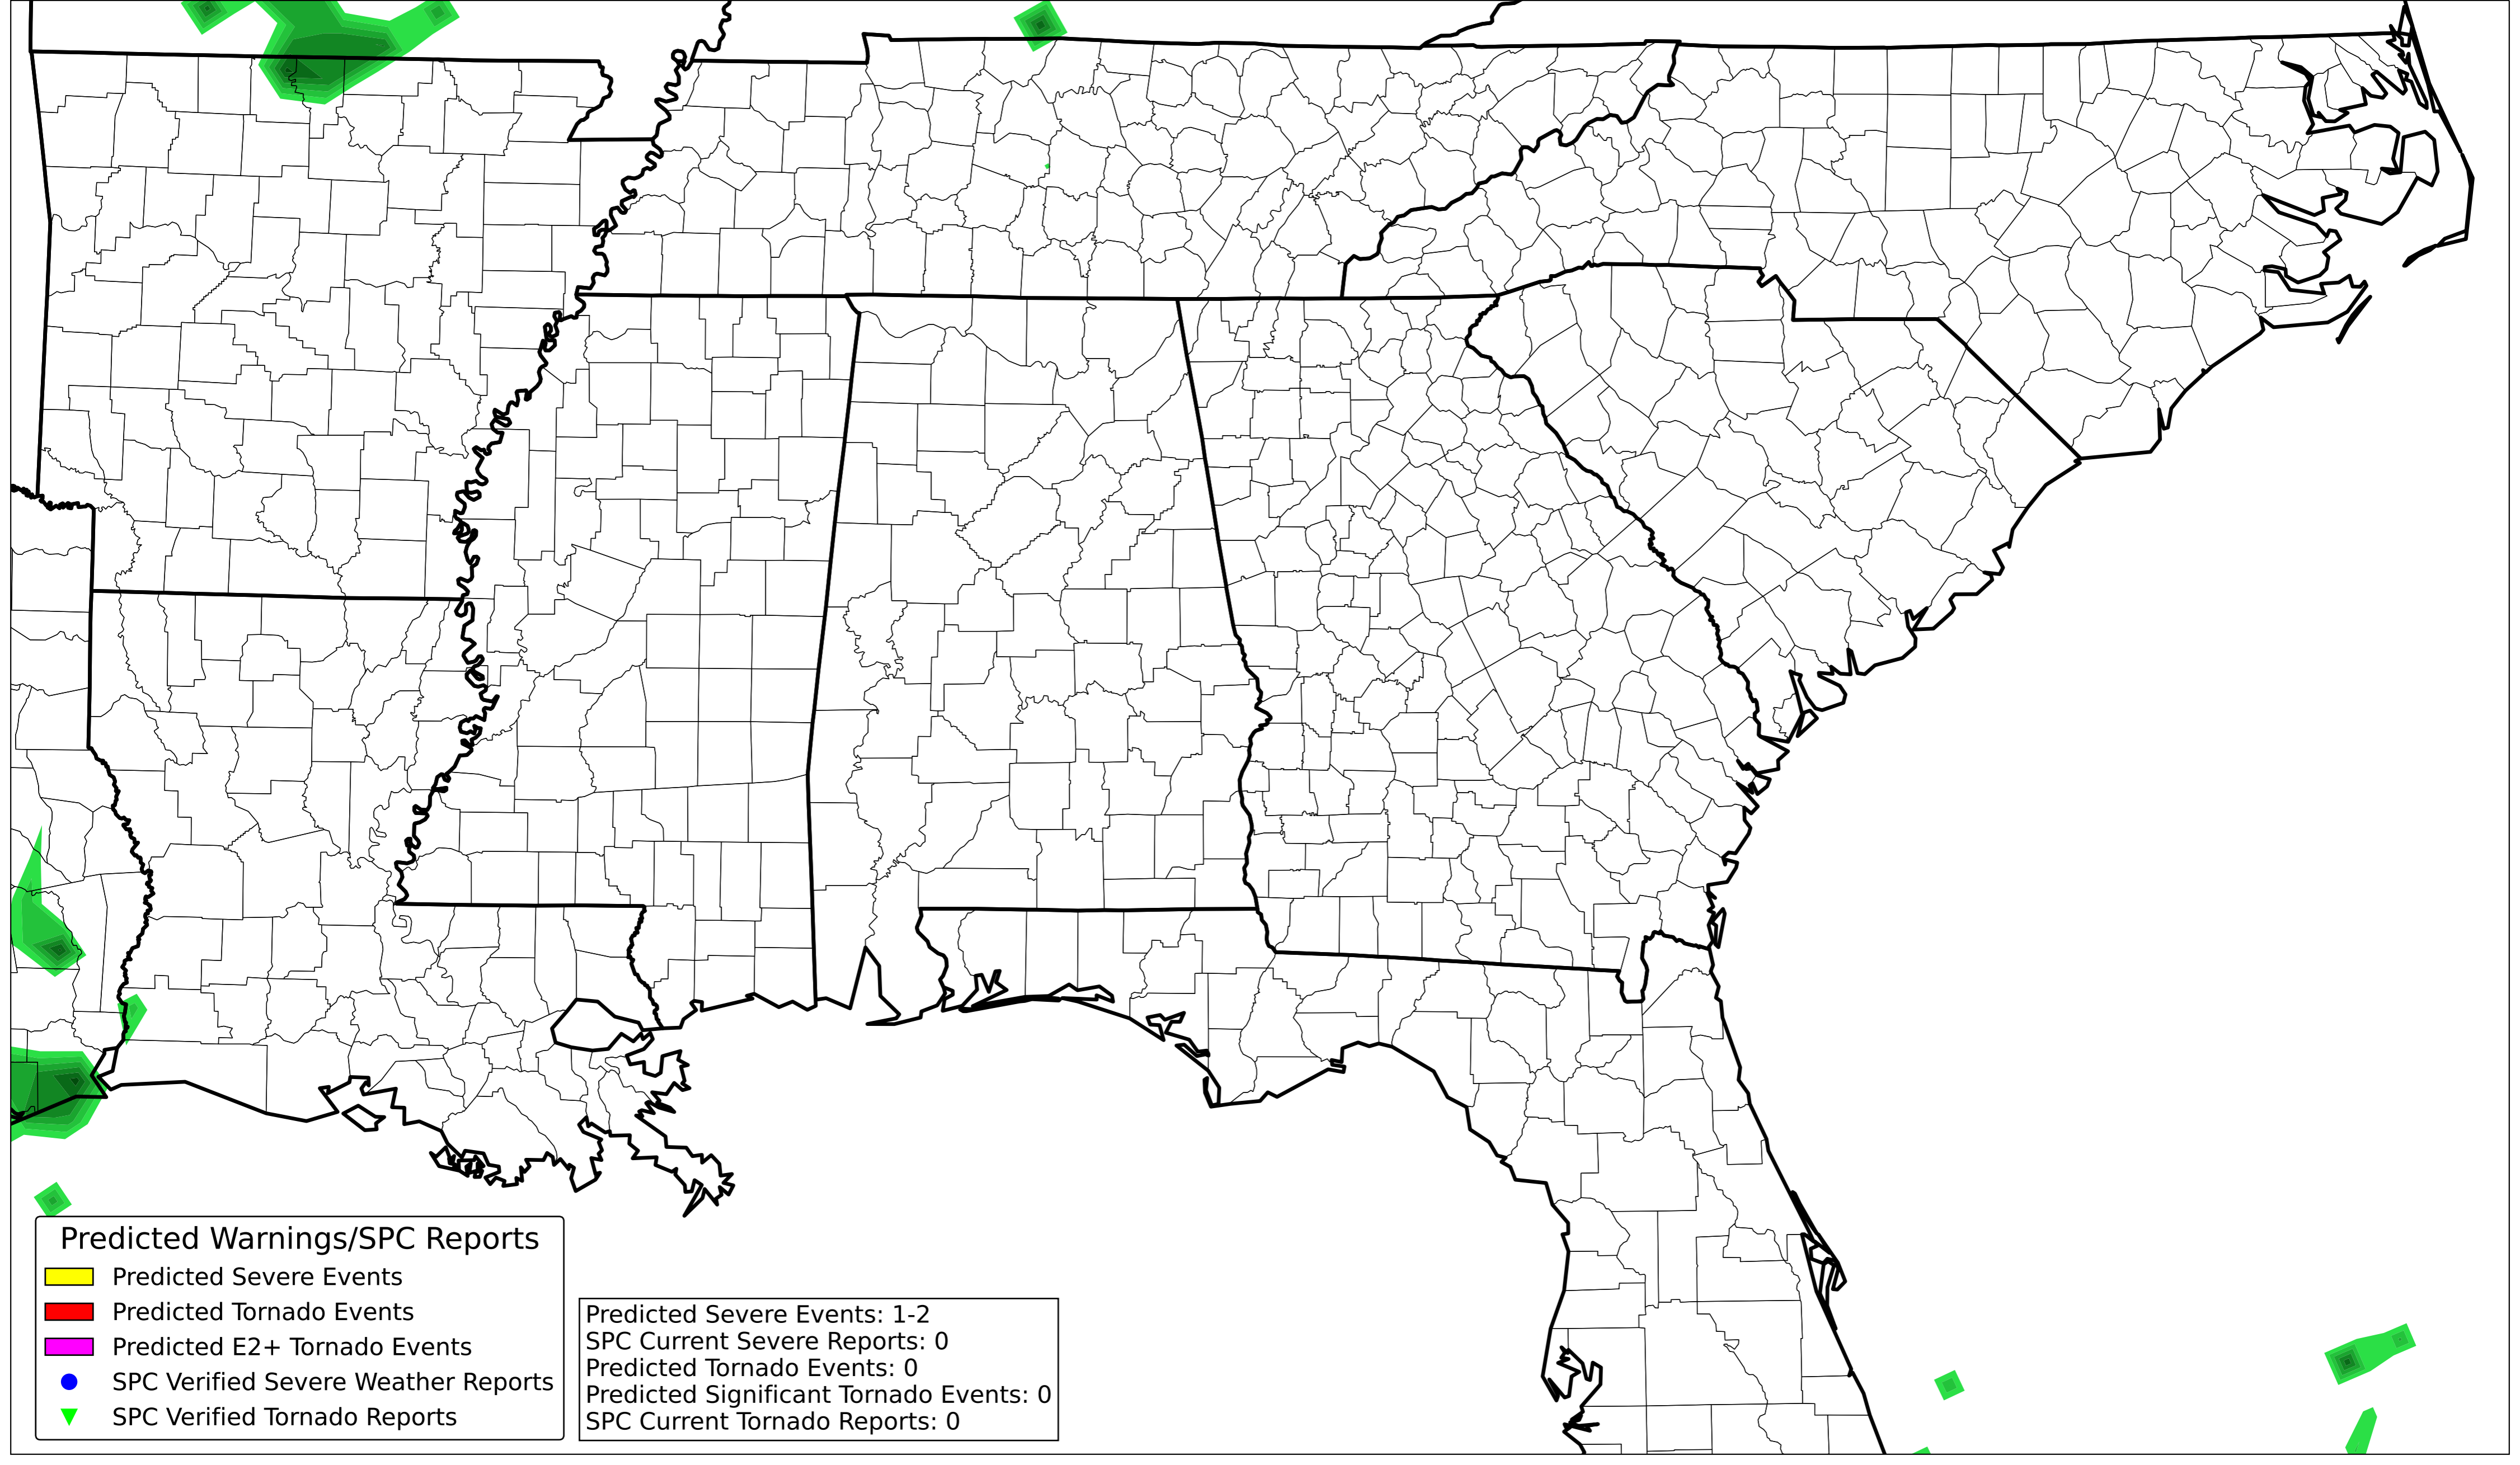 Predicted Warnings/SPC Reports
Predicted Severe Events
Predicted Tornado Events
Predicted E2+ Tornado Events
SPC Verified Severe Weather Reports
SPC Verified Tornado Reports
Predicted Severe Events: 1-2
SPC Current Severe Reports: 0
Predicted Tornado Events: 0
Predicted Significant Tornado Events: 0
SPC Current Tornado Reports: 0